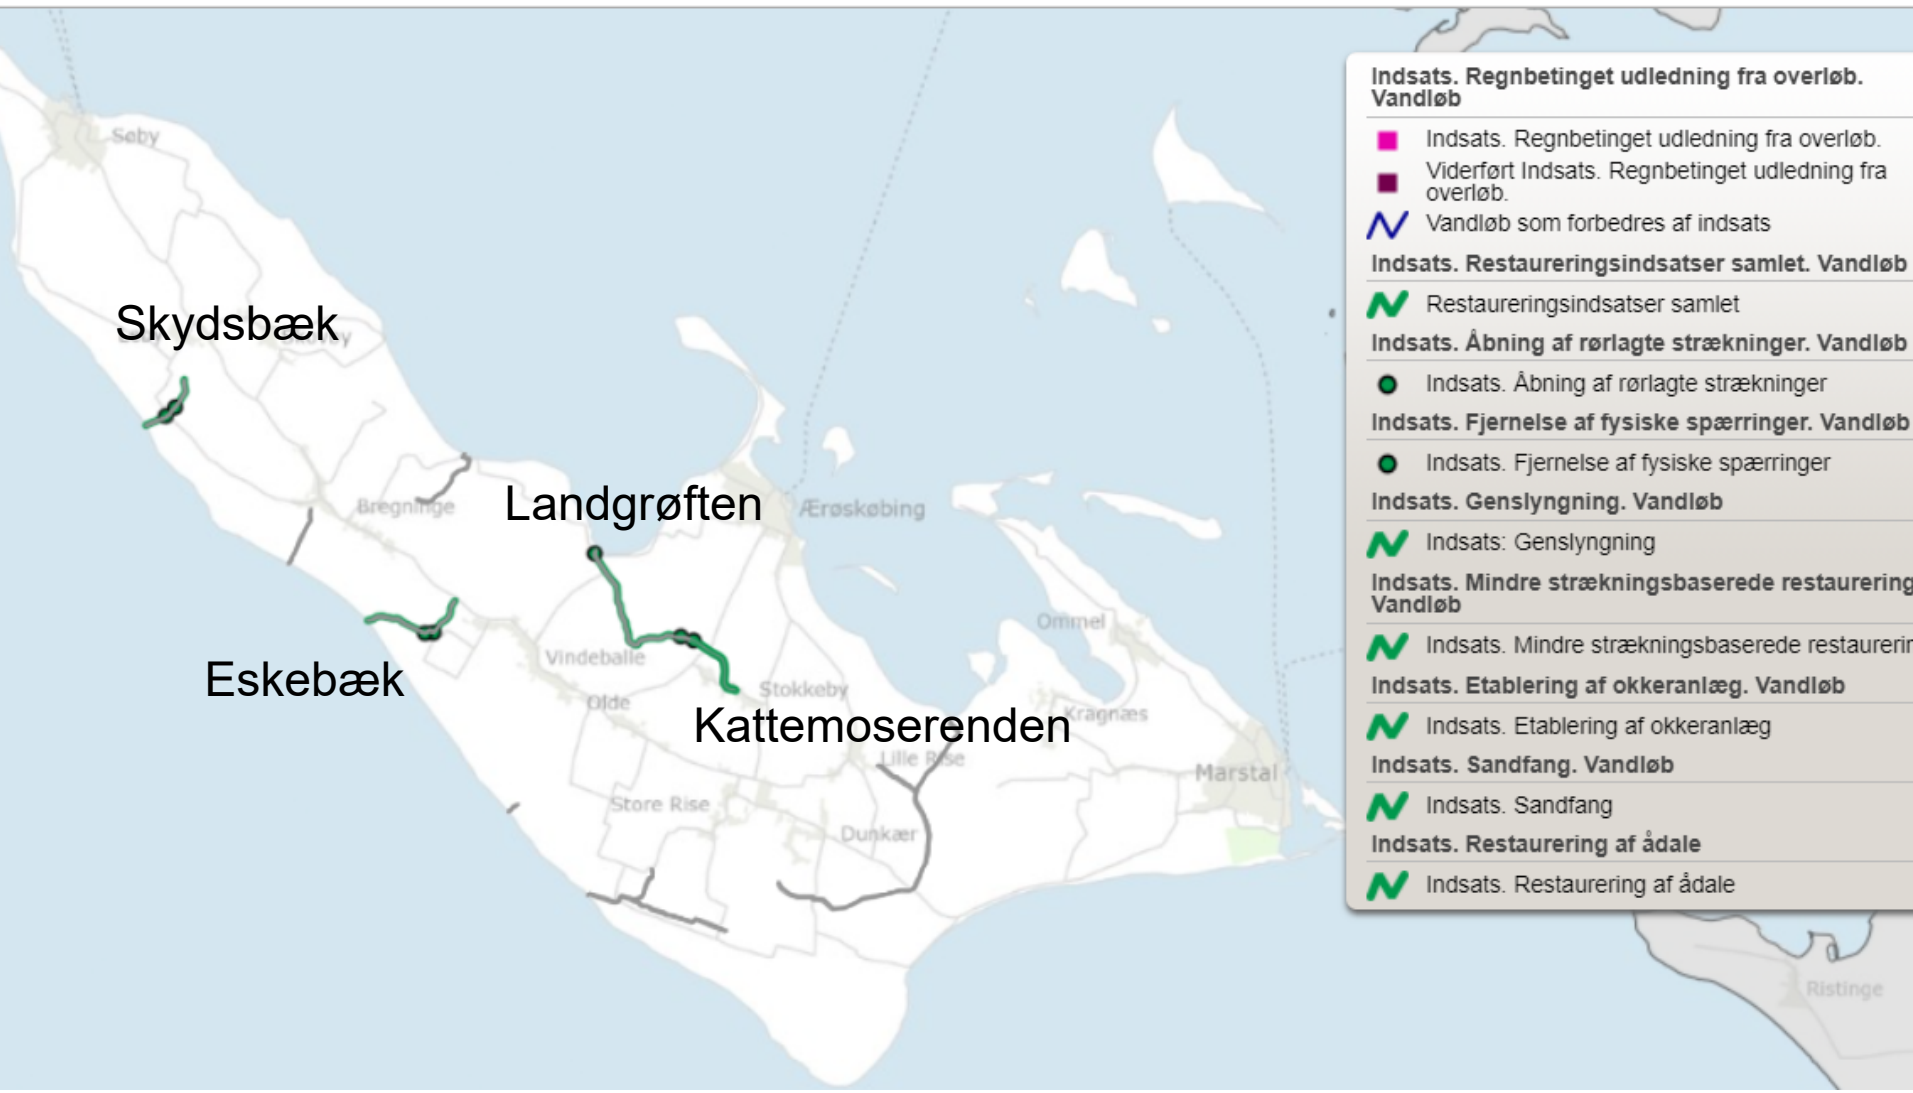 Søby
Skydsbæk
Bregninge
Landgrøften
Ærøskøbing
Eskebæk
Vindeballe
Olde
Stokkeby
Kattemoserenden
Ommel
Kragnæs
Lille Rise
Marstal
Store Rise
Dunkær
Ristinge
Indsats. Regnbetinget udledning fra overløb.
Vandløb
Indsats. Regnbetinget udledning fra overløb.
Viderført Indsats. Regnbetinget udledning fra
overløb.
Vandløb som forbedres af indsats
Indsats. Restaureringsindsatser samlet. Vandløb
Restaureringsindsatser samlet
Indsats. Åbning af rørlagte strækninger. Vandløb
Indsats. Åbning af rørlagte strækninger
Indsats. Fjernelse af fysiske spærringer. Vandløb
Indsats. Fjernelse af fysiske spærringer
Indsats. Genslyngning. Vandløb
Indsats: Genslyngning
Indsats. Mindre strækningsbaserede restaurering
Vandløb
Indsats. Mindre strækningsbaserede restaurerin
Indsats. Etablering af okkeranlæg. Vandløb
Indsats. Etablering af okkeranlæg
Indsats. Sandfang. Vandløb
Indsats. Sandfang
Indsats. Restaurering af ådale
Indsats. Restaurering af ådale